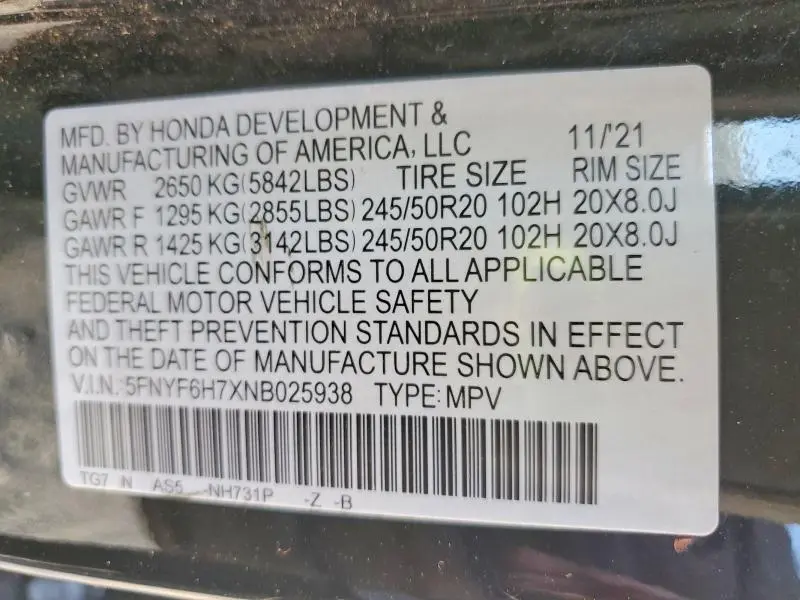 MFD. BY HONDA DEVELOPMENT &
MANUFACTURING OF AMERICA, LLC 11/'21
GVWR 2650 KG(5842LBS) TIRE SIZE RIM SIZE
GAWR F 1295 KG(2855LBS) 245/50R20 102H 20X8.0J
GAWR R 1425 KG(3142LBS) 245/50R20 102H 20X8.0J
THIS VEHICLE CONFORMS TO ALL APPLICABLE
FEDERAL MOTOR VEHICLE SAFETY
AND THEFT PREVENTION STANDARDS IN EFFECT
ON THE DATE OF MANUFACTURE SHOWN ABOVE.
V.I.N.: 5FNYF6H7XNB025938 TYPE: MPV
TG7 N AS5 -NH731P -Z -B